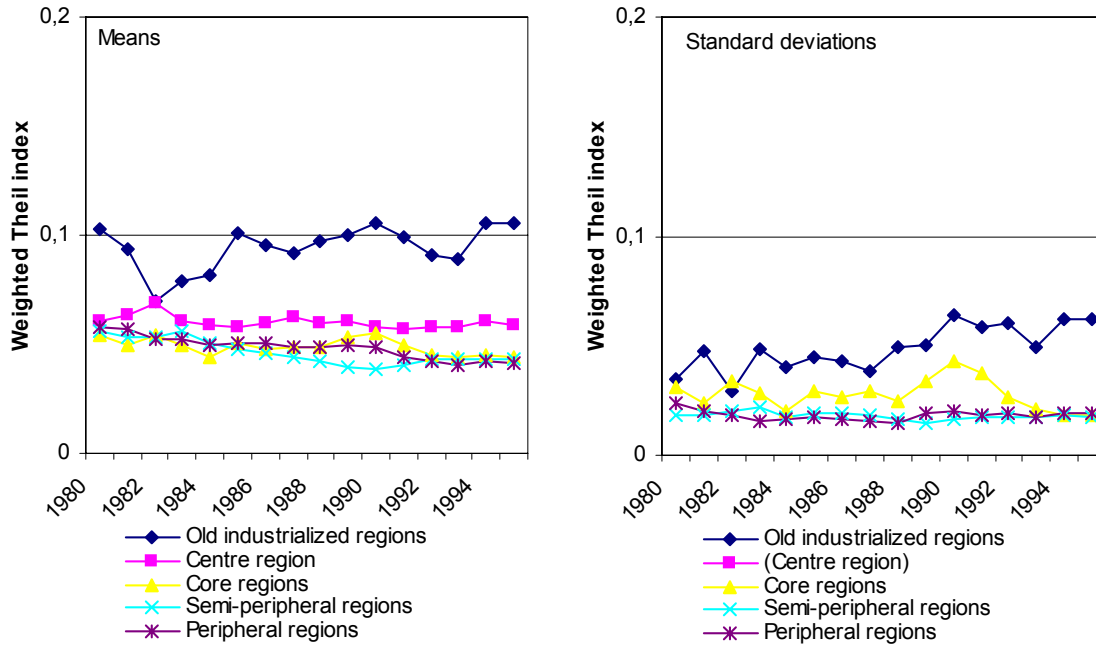 0,2
Means
0,1
0
Weighted Theil index
1980
1982
1984
1986
1988
1990
1992
1994
Old industrialized regions
Centre region
Core regions
Semi-peripheral regions
Peripheral regions
0,2
Standard deviations
0,1
0
Weighted Theil index
1980
1982
1984
1986
1988
1990
1992
1994
Old industrialized regions
(Centre region)
Core regions
Semi-peripheral regions
Peripheral regions